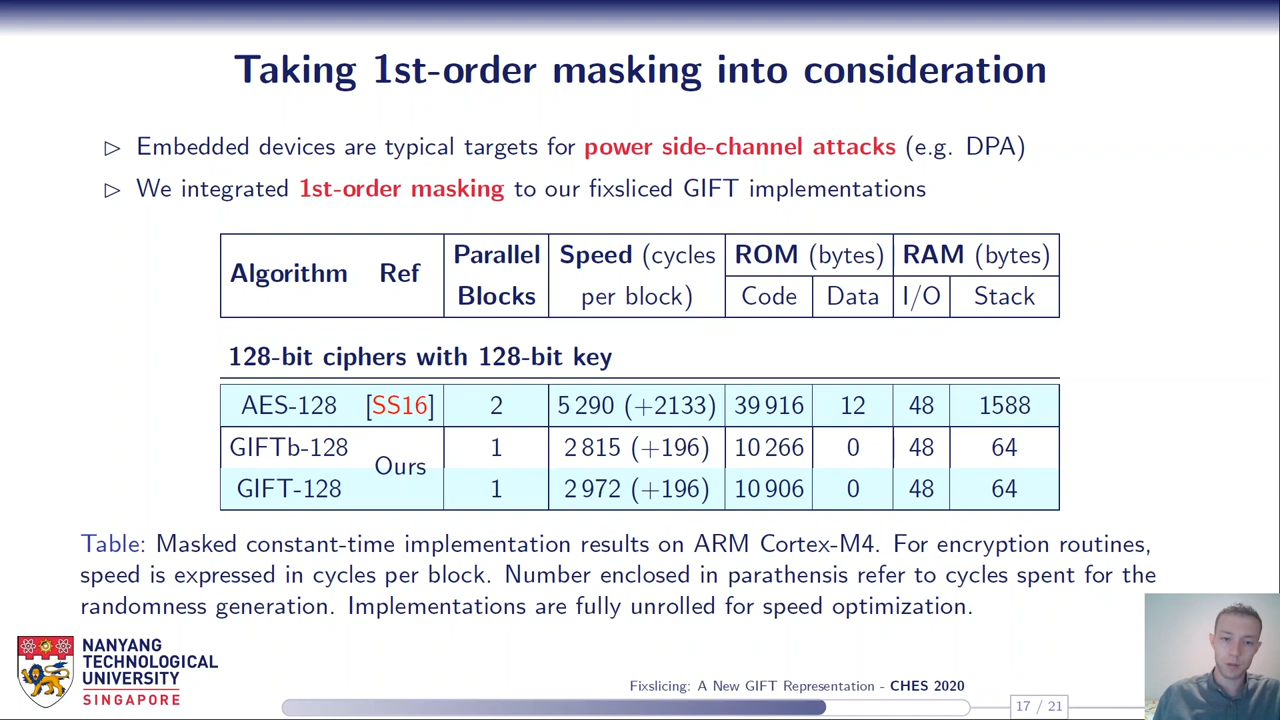 Taking 1st-order masking into consideration
▷ Embedded devices are typical targets for power side-channel attacks (e.g. DPA)
▷ We integrated 1st-order masking to our fixsliced GIFT implementations
Algorithm Ref Parallel Blocks Speed (cycles per block) ROM (bytes) RAM (bytes)
Code Data I/O Stack
128-bit ciphers with 128-bit key
AES-128 [SS16] 2 5 290 (+2133) 39 916 12 48 1588
GIFTb-128 Ours 1 2 815 (+196) 10 266 0 48 64
GIFT-128 1 2 972 (+196) 10 906 0 48 64
Table: Masked constant-time implementation results on ARM Cortex-M4. For encryption routines,
speed is expressed in cycles per block. Number enclosed in parathensis refer to cycles spent for the
randomness generation. Implementations are fully unrolled for speed optimization.
NANYANG
TECHNOLOGICAL
UNIVERSITY
SINGAPORE
Fixslicing: A New GIFT Representation - CHES 2020
17 / 21